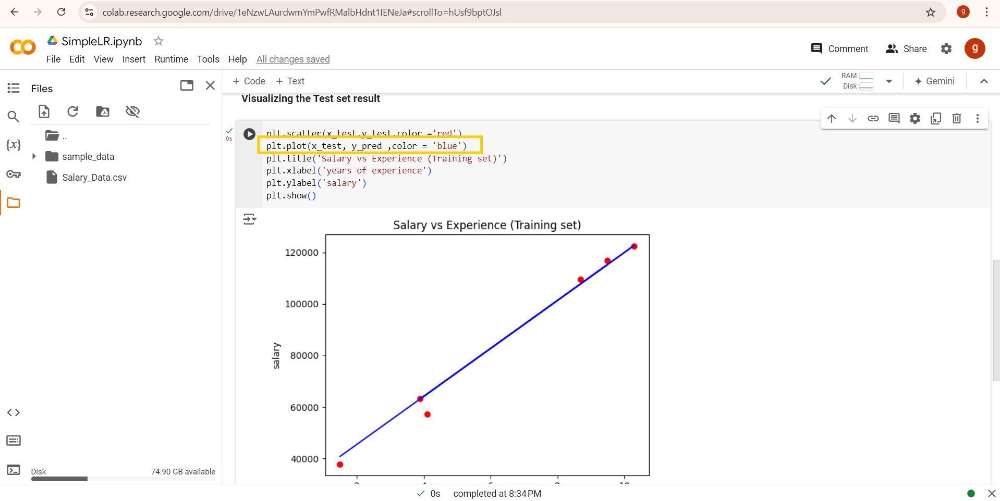 colab.research.google.com/drive/1eNzwLAurdwmYmPwfRMalbHdnt1IENeJa#scrollTo=hUsf9bptOJsl
g
CO
SimpleLR.ipynb
File Edit View Insert Runtime Tools Help All changes saved
Comment
Share
g
Files
+ Code + Text
RAM
Disk
Gemini
Visualizing the Test set result
..
sample_data
Salary_Data.csv
{x}
0s
plt.scatter(x_test,y_test,color ='red')
plt.plot(x_test, y_pred ,color = 'blue')
plt.title('Salary vs Experience (Training set)')
plt.xlabel('years of experience')
plt.ylabel('salary')
plt.show()
Salary vs Experience (Training set)
120000
100000
80000
60000
40000
salary
Disk 74.90 GB available
0s completed at 8:34 PM